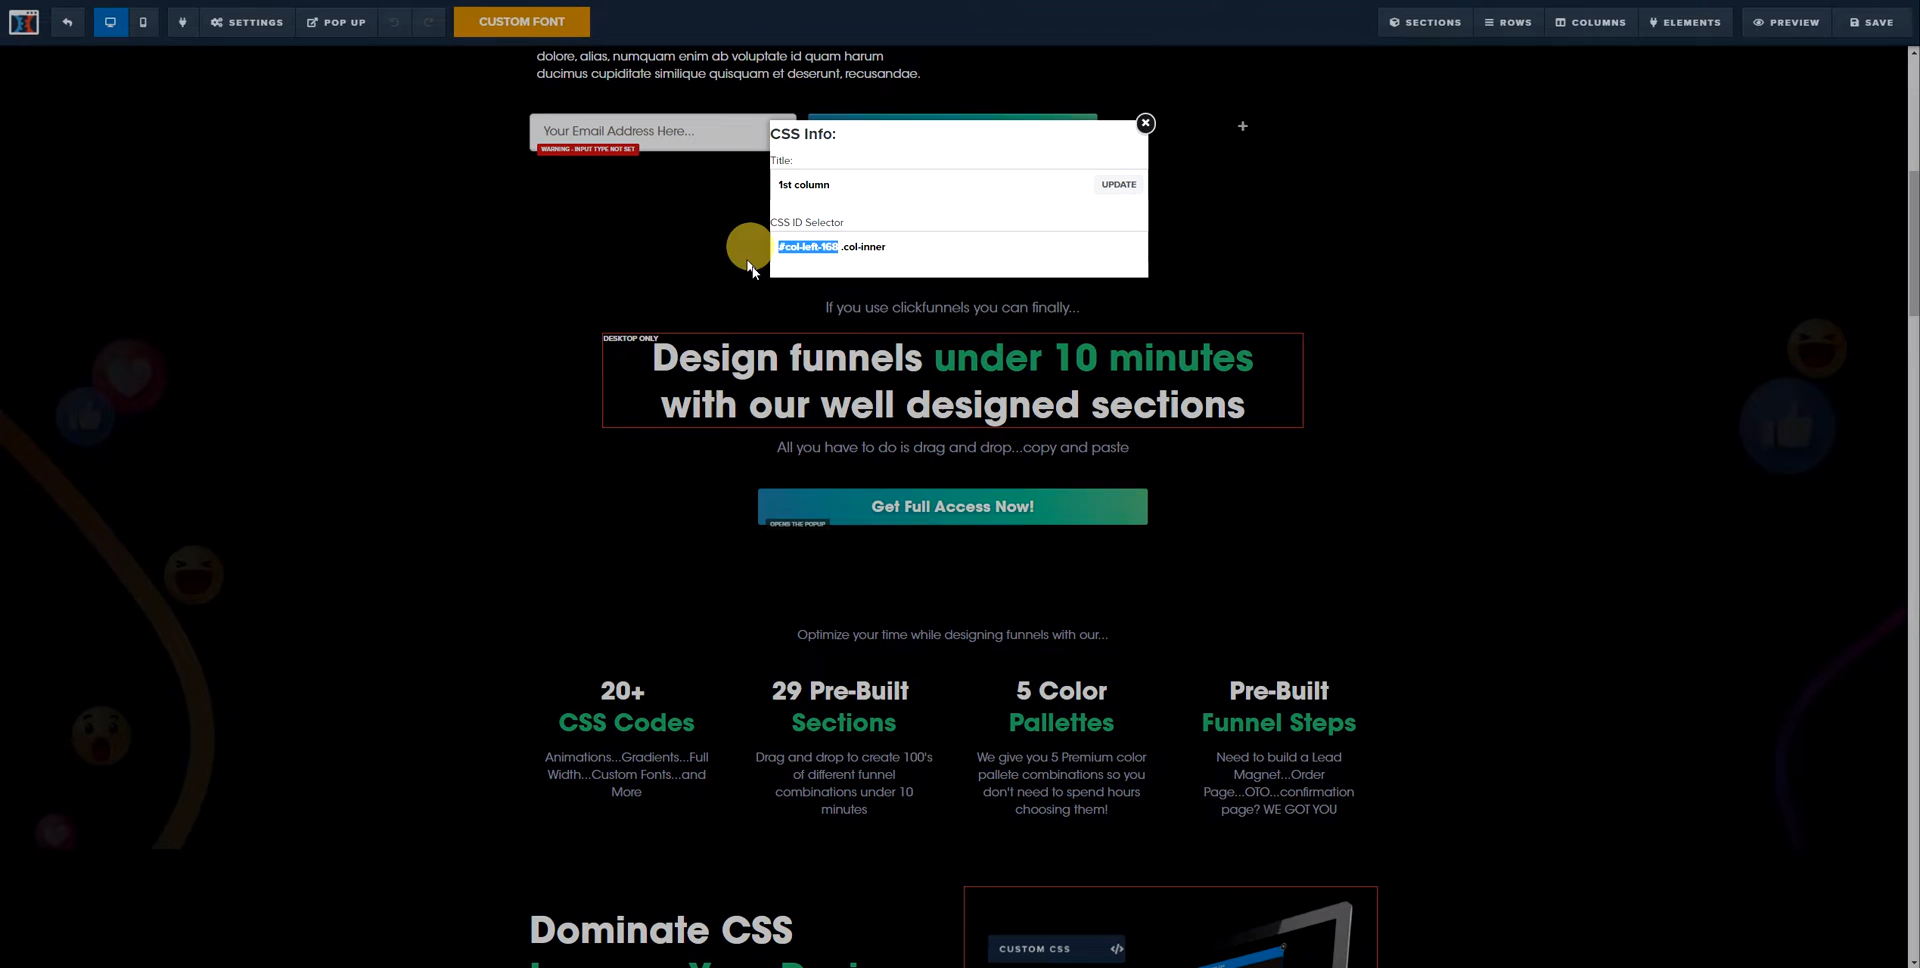 SETTINGS
POP UP
CUSTOM FONT
SECTIONS
ROWS
COLUMNS
ELEMENTS
PREVIEW
SAVE
dolore, alias, numquam enim ab voluptate id quam harum
ducimus cupiditate similique quisquam et deserunt, recusandae.
Your Email Address Here...
WARNING - INPUT TYPE NOT SET
CSS Info:
Title:
1st column
UPDATE
CSS ID Selector
#col-left-168 .col-inner
If you use clickfunnels you can finally...
DESKTOP ONLY
Design funnels under 10 minutes
with our well designed sections
All you have to do is drag and drop...copy and paste
Get Full Access Now!
OPENS THE POPUP
Optimize your time while designing funnels with our...
20+
CSS Codes
Animations...Gradients...Full
Width...Custom Fonts...and
More
29 Pre-Built
Sections
Drag and drop to create 100's
of different funnel
combinations under 10
minutes
5 Color
Pallettes
We give you 5 Premium color
pallete combinations so you
don't need to spend hours
choosing them!
Pre-Built
Funnel Steps
Need to build a Lead
Magnet...Order
Page...OTO...confirmation
page? WE GOT YOU
Dominate CSS
CUSTOM CSS </>